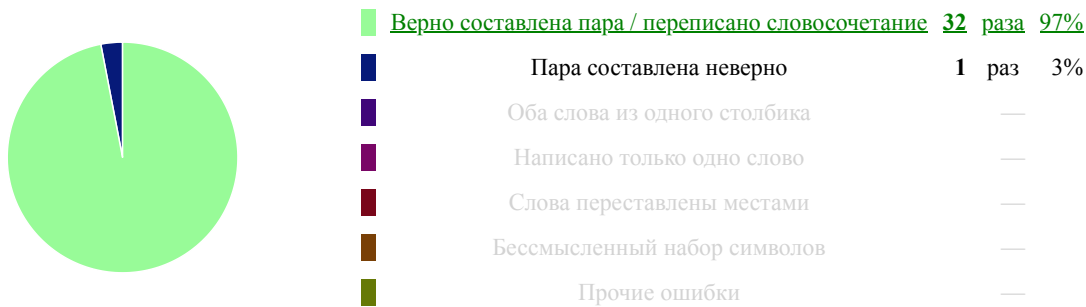 Верно составлена пара / переписано словосочетание 32 раза 97%
Пара составлена неверно 1 раз 3%
Оба слова из одного столбика —
Написано только одно слово —
Слова переставлены местами —
Бессмысленный набор символов —
Прочие ошибки —